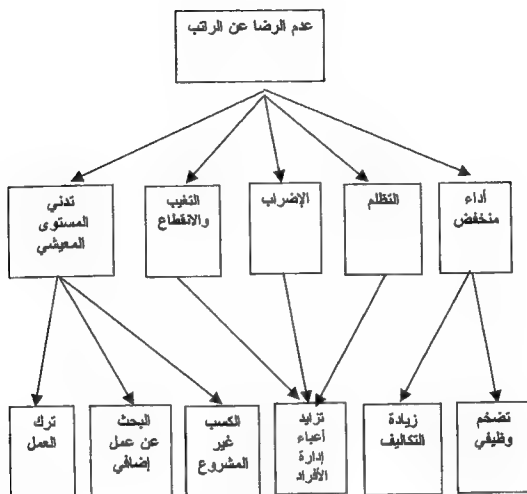 عدم الرضا عن الراتب
أداء
منخفض
التظلم
الإضراب
التغيب
والانقطاع
تدني
المستوى
المعيشي
تضخم
وظيفي
زيادة
التكاليف
تزايد
أعباء
إدارة
الأفراد
الكسب
غير
المشروع
البحث
عن عمل
إضافي
ترك
العمل